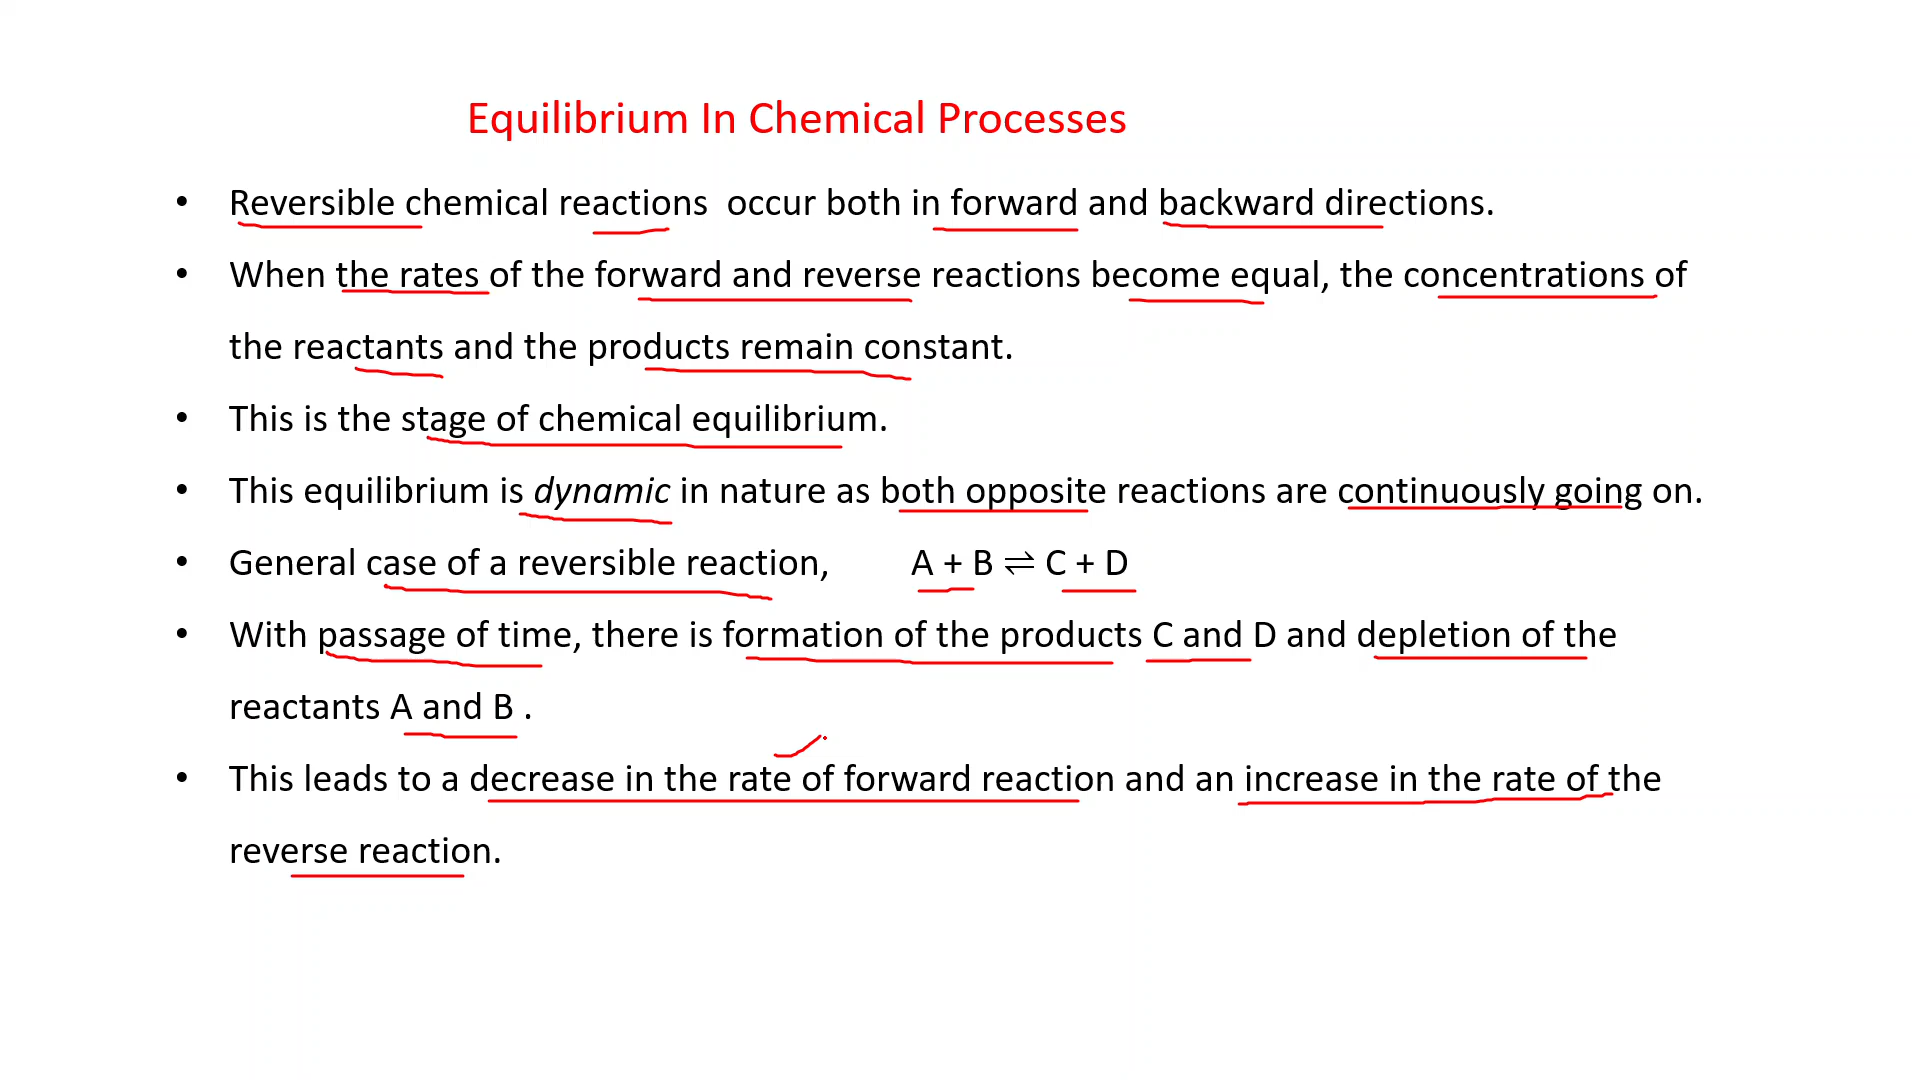 Equilibrium In Chemical Processes
• Reversible chemical reactions occur both in forward and backward directions.
• When the rates of the forward and reverse reactions become equal, the concentrations of
the reactants and the products remain constant.
• This is the stage of chemical equilibrium.
• This equilibrium is dynamic in nature as both opposite reactions are continuously going on.
• General case of a reversible reaction, A + B ⇌ C + D
• With passage of time, there is formation of the products C and D and depletion of the
reactants A and B .
• This leads to a decrease in the rate of forward reaction and an increase in the rate of the
reverse reaction.